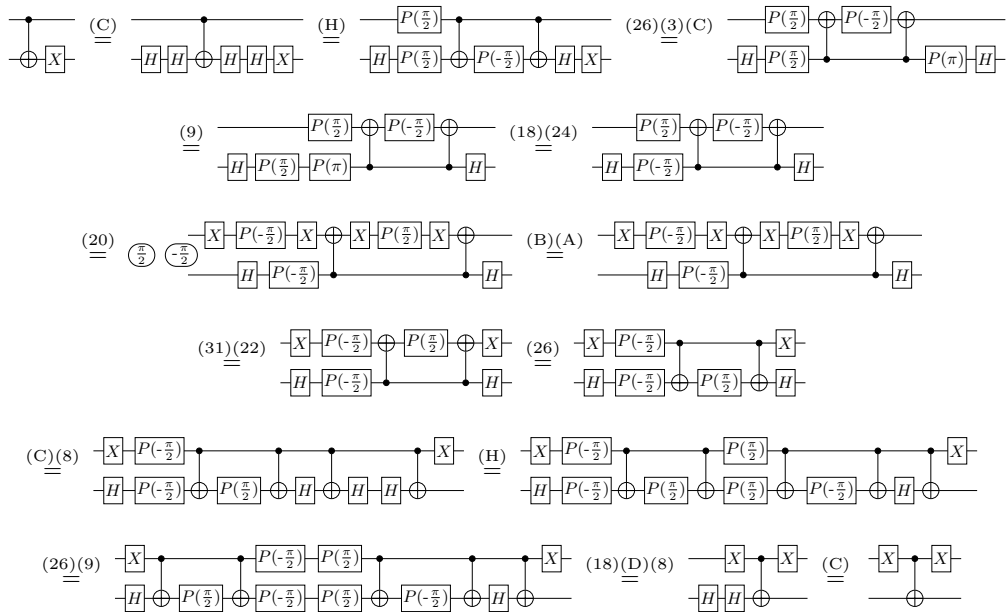 (C) = (H) = P(π/2) (26)(3)(C) = P(π/2) P(-π/2)
X H H H H X H P(π/2) P(-π/2) H X H P(π/2) P(π) H
(9) = P(π/2) P(-π/2) (18)(24) = P(π/2) P(-π/2)
H P(π/2) P(π) H H P(-π/2) H
(20) = π/2 -π/2 X P(-π/2) X X P(π/2) X (B)(A) = X P(-π/2) X X P(π/2) X
H P(-π/2) H H P(-π/2) H
(31)(22) = X P(-π/2) P(π/2) X (26) = X P(-π/2) X
H P(-π/2) H H P(-π/2) P(π/2) H
(C)(8) = X P(-π/2) X (H) = X P(-π/2) P(π/2) X
H P(-π/2) P(π/2) H H H H P(-π/2) P(π/2) P(π/2) P(-π/2) H
(26)(9) = X P(-π/2) P(π/2) X (18)(D)(8) = X X (C) = X X
H P(π/2) P(-π/2) P(π/2) P(-π/2) H H H